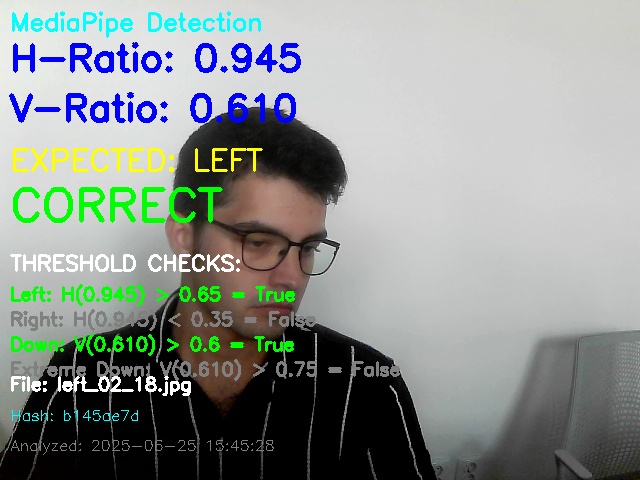 MediaPipe Detection
H-Ratio: 0.945
V-Ratio: 0.610
EXPECTED: LEFT
CORRECT
THRESHOLD CHECKS:
Left: H(0.945) > 0.65 = True
Right: H(0.945) < 0.35 = False
Down: V(0.610) > 0.6 = True
Extreme Down: V(0.610) > 0.75 = False
File: left_02_18.jpg
Hash: b145ae7d
Analyzed: 2025-06-25 15:45:28